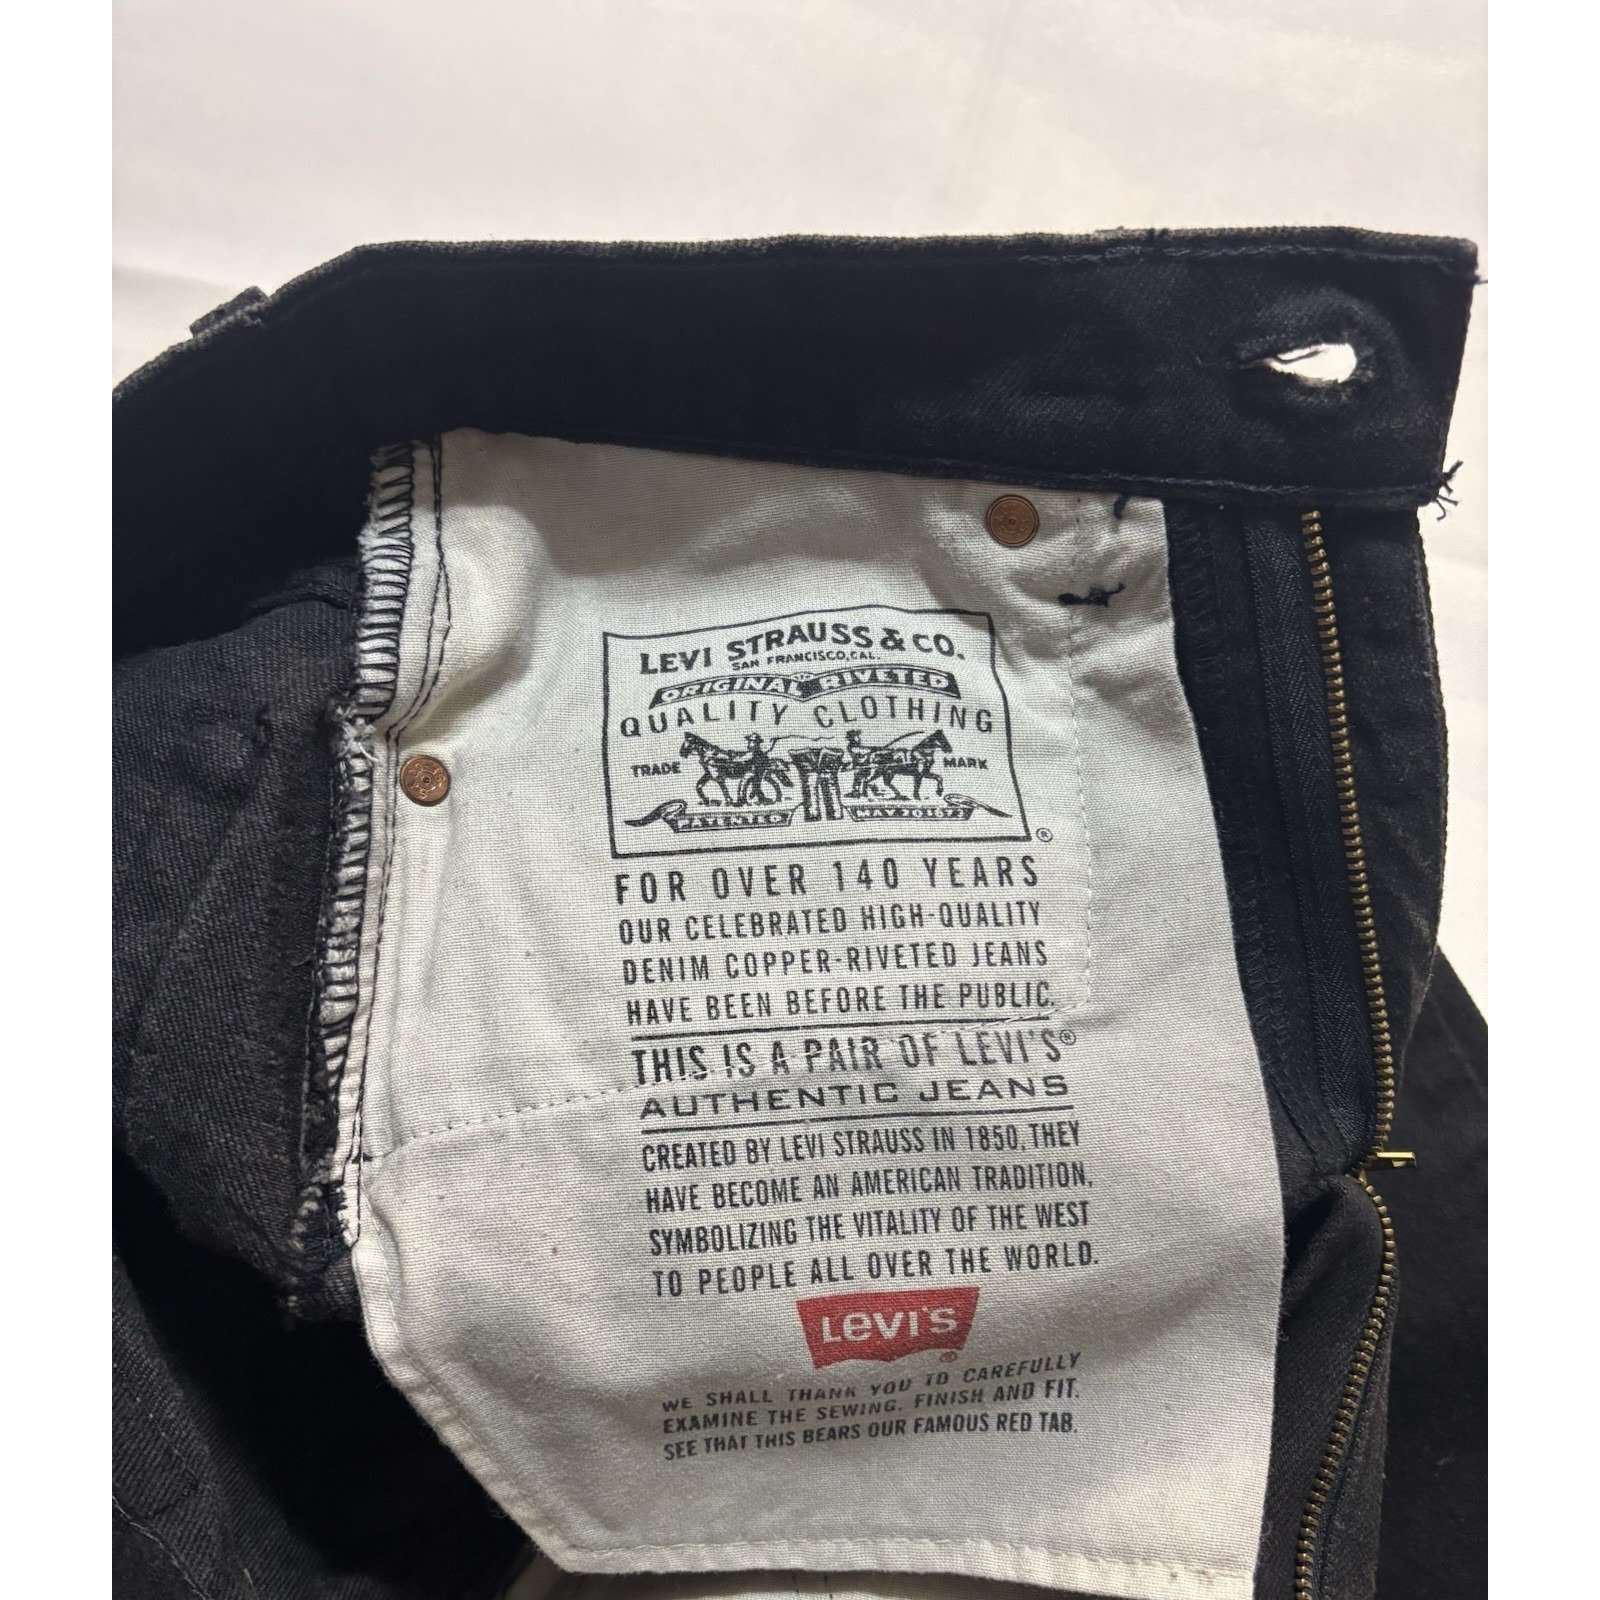 LEVI STRAUSS & CO.
SAN FRANCISCO, CAL.
ORIGINAL RIVETED
QUALITY CLOTHING
TRADE MARK
PATENTED MAY 20 1873
®
FOR OVER 140 YEARS
OUR CELEBRATED HIGH-QUALITY
DENIM COPPER-RIVETED JEANS
HAVE BEEN BEFORE THE PUBLIC.
THIS IS A PAIR OF LEVI'S®
AUTHENTIC JEANS
CREATED BY LEVI STRAUSS IN 1850, THEY
HAVE BECOME AN AMERICAN TRADITION,
SYMBOLIZING THE VITALITY OF THE WEST
TO PEOPLE ALL OVER THE WORLD.
LEVI'S
®
WE SHALL THANK YOU TO CAREFULLY
EXAMINE THE SEWING, FINISH AND FIT.
SEE THAT THIS BEARS OUR FAMOUS RED TAB.